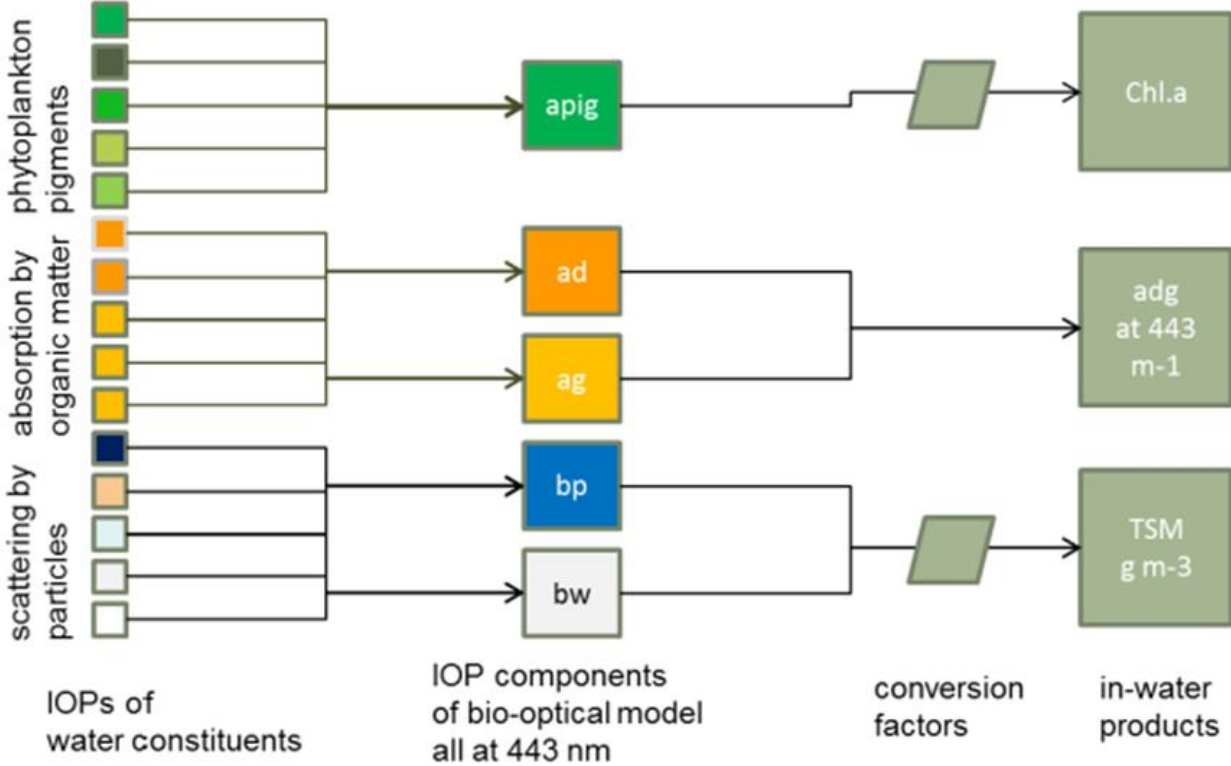 phytoplankton
pigments
absorption by
organic matter
scattering by
particles
apig
ad
ag
bp
bw
Chl.a
adg
at 443
m-1
TSM
g m-3
IOPs of
water constituents
IOP components
of bio-optical model
all at 443 nm
conversion
factors
in-water
products